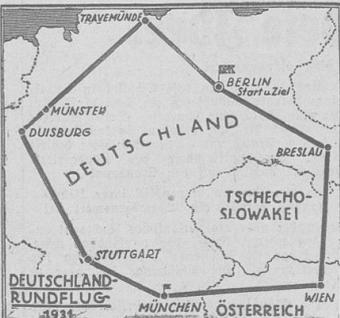 TRAVEMÜNDE
BERLIN
Start u Ziel
MÜNSTER
DUISBURG
DEUTSCHLAND
BRESLAU
TSCHECHO-
SLOWAKEI
STUTTGART
DEUTSCHLAND-
RUNDFLUG
1931
MÜNCHEN
ÖSTERREICH
WIEN